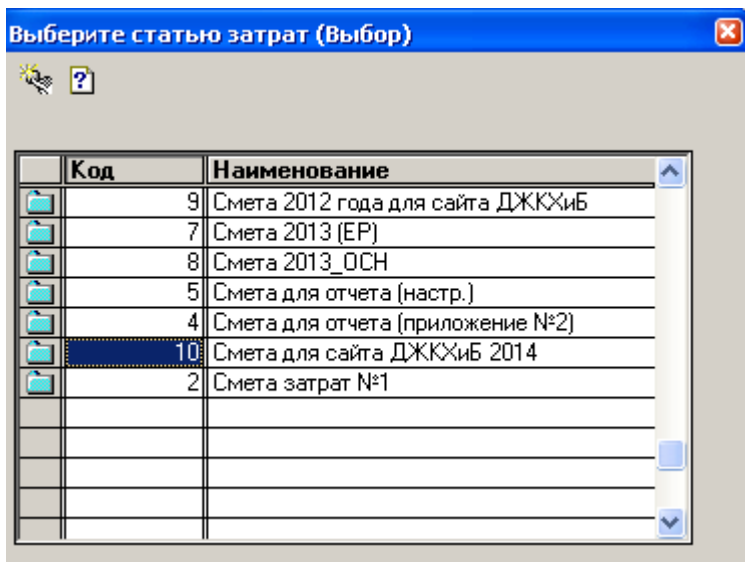 Выберите статью затрат (Выбор)
?
Код Наименование
9 Смета 2012 года для сайта ДЖКХиБ
7 Смета 2013 (ЕР)
8 Смета 2013_ОСН
5 Смета для отчета (настр.)
4 Смета для отчета (приложение №2)
10 Смета для сайта ДЖКХиБ 2014
2 Смета затрат №1